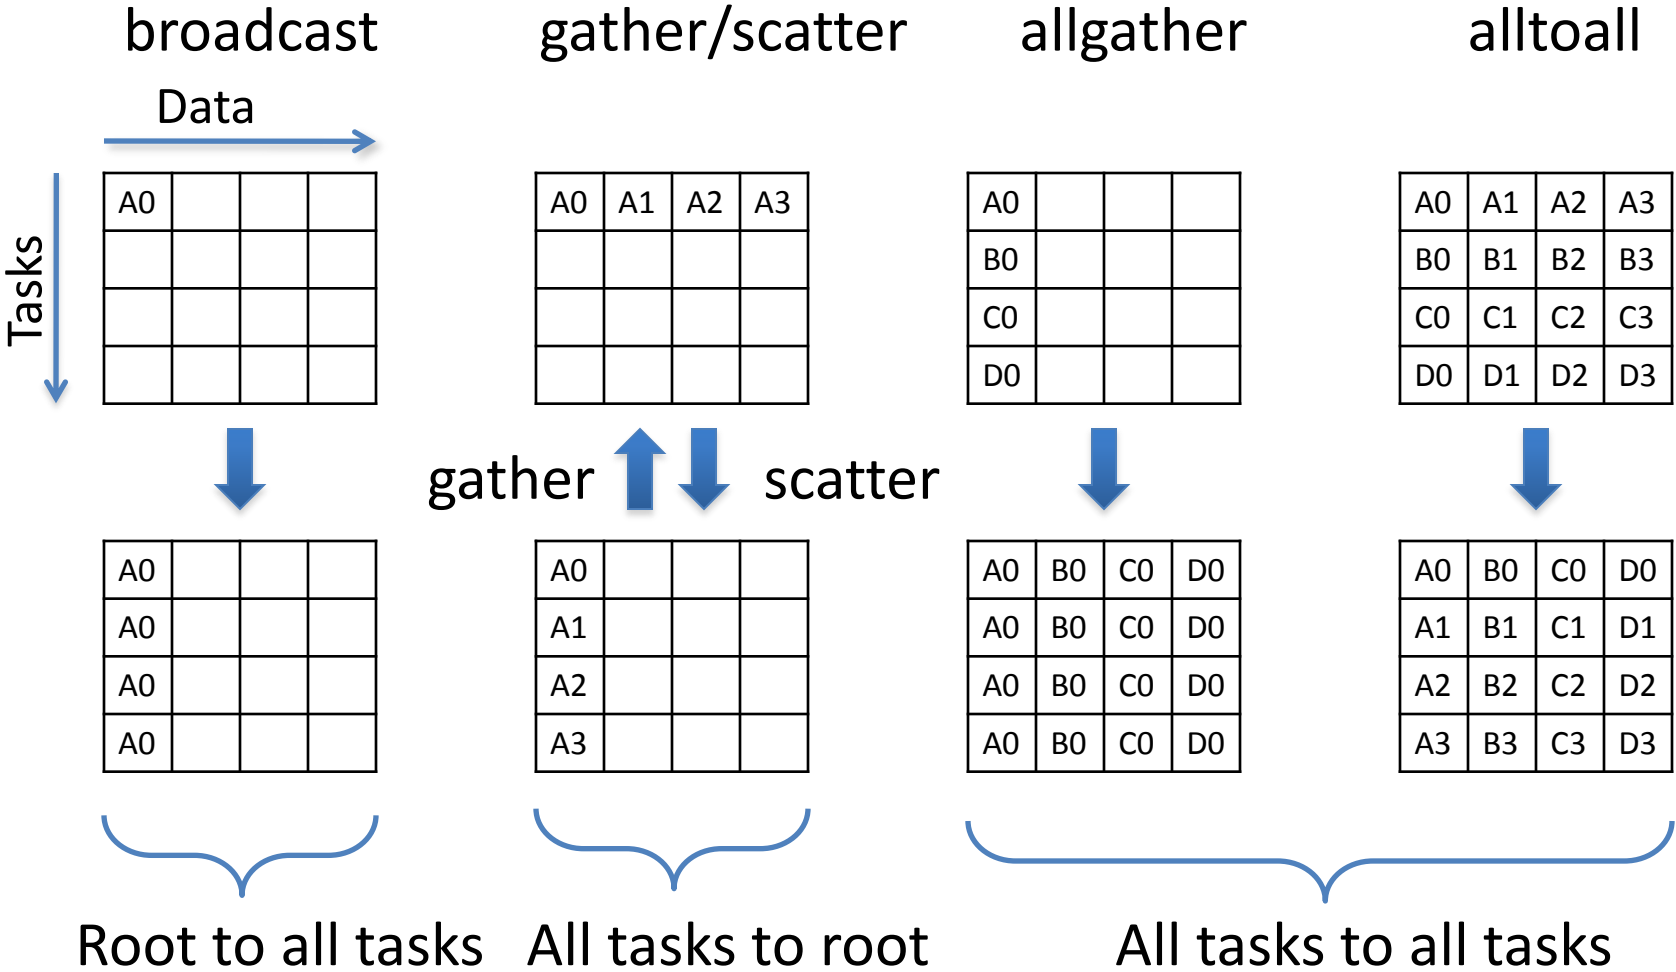 broadcast gather/scatter allgather alltoall
Data
Tasks
A0 A0 A1 A2 A3 A0 A0 A1 A2 A3
B0 B0 B1 B2 B3
C0 C0 C1 C2 C3
D0 D0 D1 D2 D3
gather scatter
A0 A0 A0 B0 C0 D0 A0 B0 C0 D0
A0 A1 A0 B0 C0 D0 A1 B1 C1 D1
A0 A2 A0 B0 C0 D0 A2 B2 C2 D2
A0 A3 A0 B0 C0 D0 A3 B3 C3 D3
Root to all tasks All tasks to root All tasks to all tasks